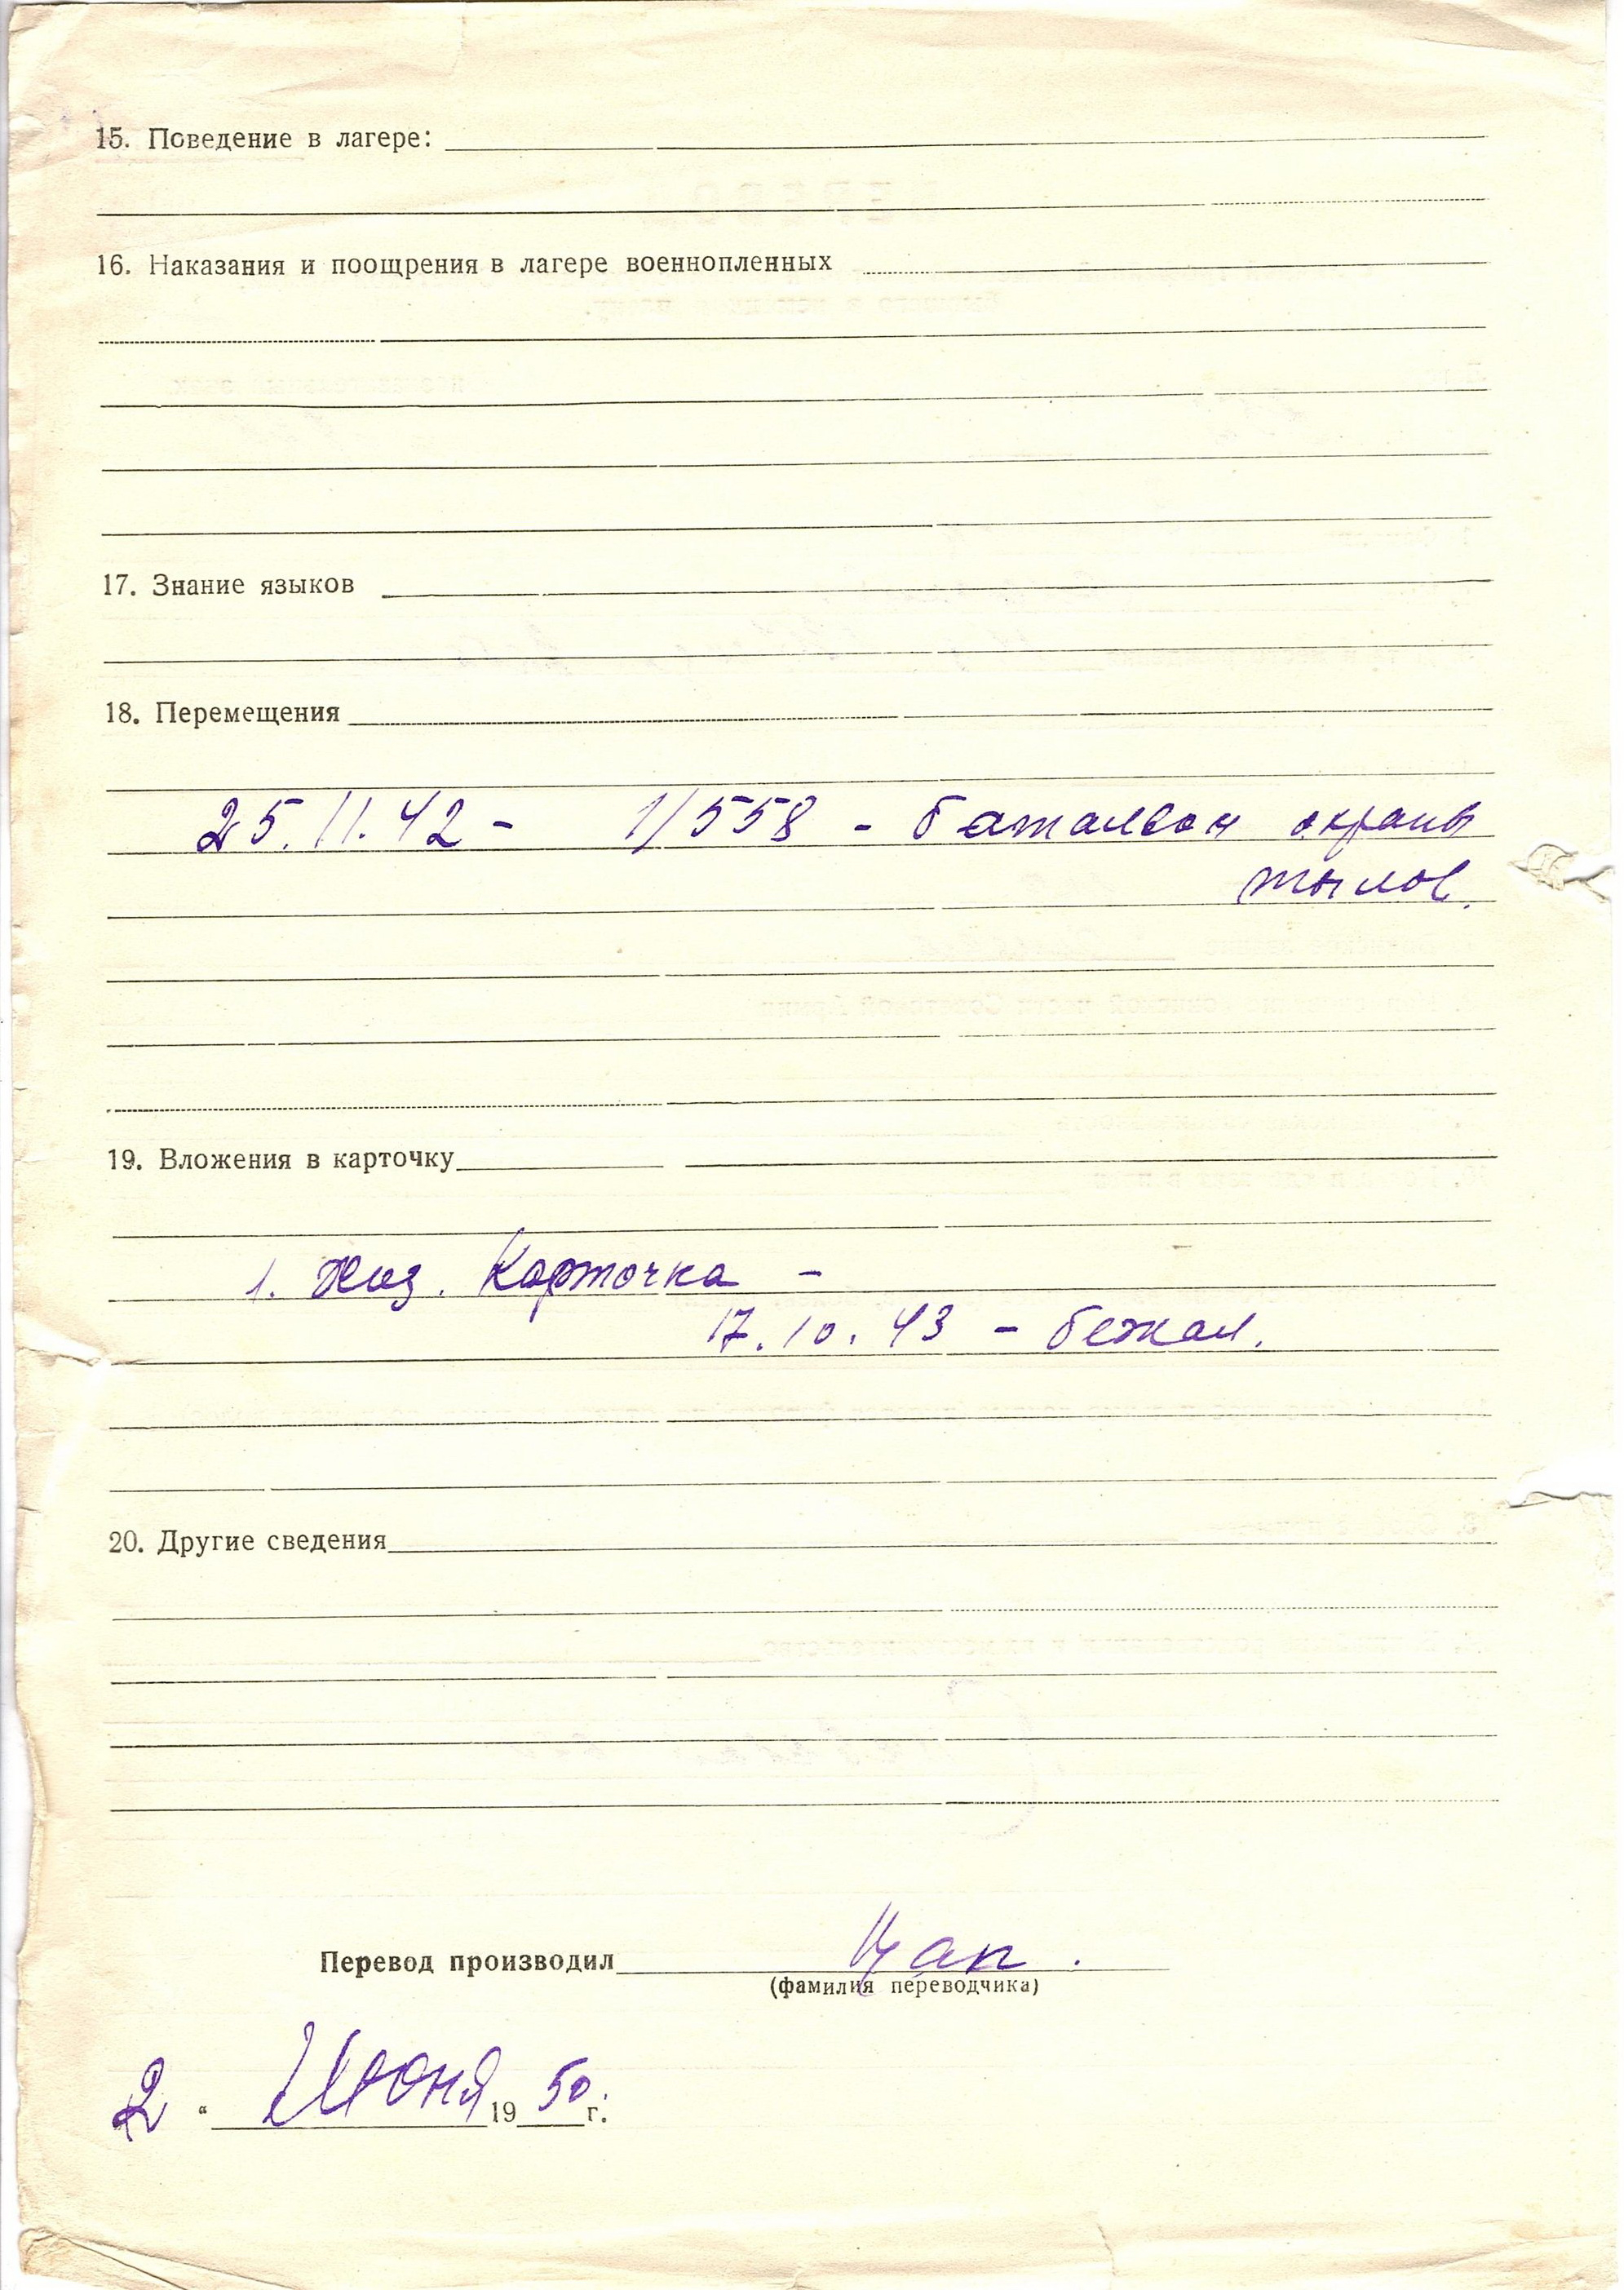 15. Поведение в лагере:
16. Наказания и поощрения в лагере военнопленных
17. Знание языков
18. Перемещения
25.11.42 - 1/558 - батальон охраны
тылов.
19. Вложения в карточку
1. Карточка -
17.10.43 - бежал.
20. Другие сведения
Перевод производил Цап.
(фамилия переводчика)
2 " Июня 1950 г.